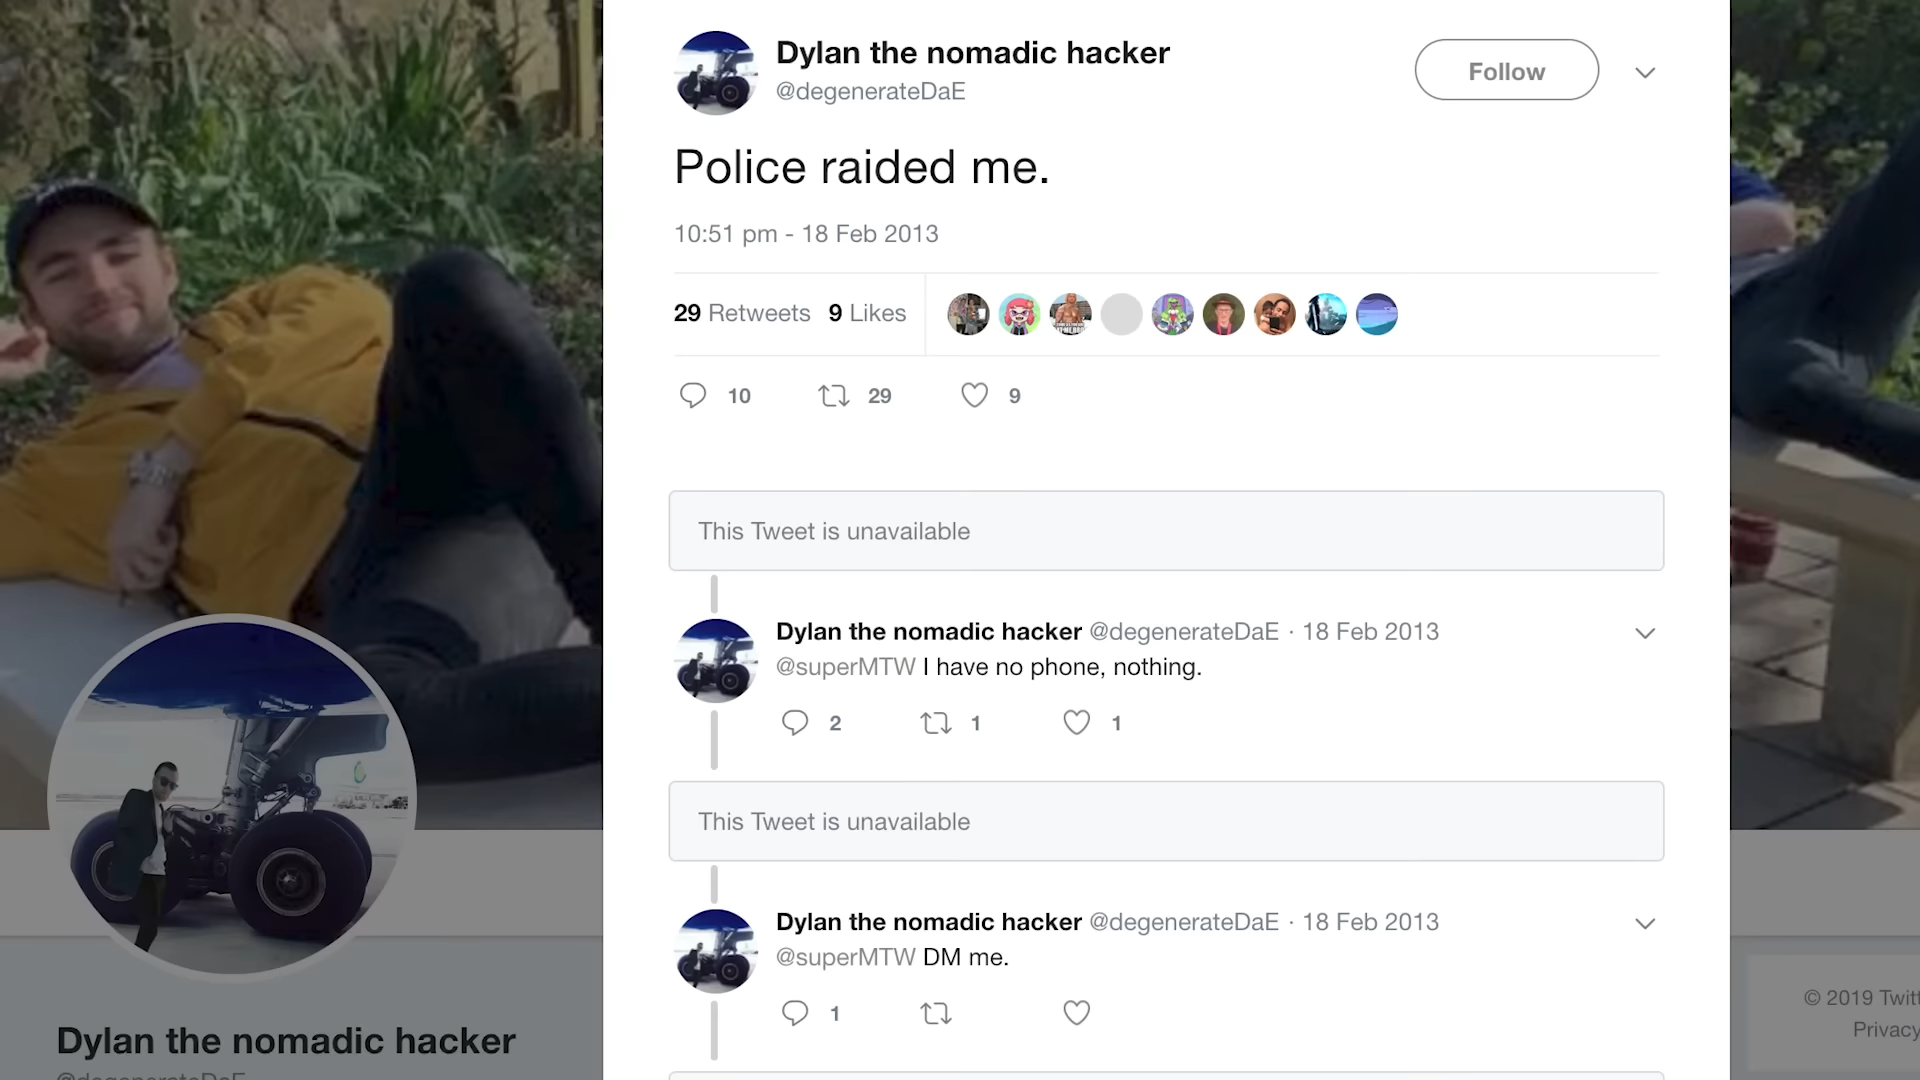 Dylan the nomadic hacker
@degenerateDaE
Follow
Police raided me.
10:51 pm - 18 Feb 2013
29 Retweets 9 Likes
10 29 9
This Tweet is unavailable
Dylan the nomadic hacker @degenerateDaE · 18 Feb 2013
@superMTW I have no phone, nothing.
2 1 1
This Tweet is unavailable
Dylan the nomadic hacker @degenerateDaE · 18 Feb 2013
@superMTW DM me.
1
Dylan the nomadic hacker
@degenerateDaE
© 2019 Twitt
Privacy